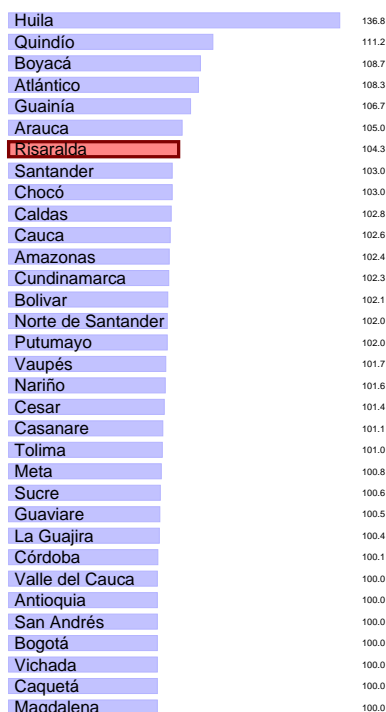 Huila 136.8
Quindío 111.2
Boyacá 108.7
Atlántico 108.3
Guainía 106.7
Arauca 105.0
Risaralda 104.3
Santander 103.0
Chocó 103.0
Caldas 102.8
Cauca 102.6
Amazonas 102.4
Cundinamarca 102.3
Bolivar 102.1
Norte de Santander 102.0
Putumayo 102.0
Vaupés 101.7
Nariño 101.6
Cesar 101.4
Casanare 101.1
Tolima 101.0
Meta 100.8
Sucre 100.6
Guaviare 100.5
La Guajira 100.4
Córdoba 100.1
Valle del Cauca 100.0
Antioquia 100.0
San Andrés 100.0
Bogotá 100.0
Vichada 100.0
Caquetá 100.0
Magdalena 100.0